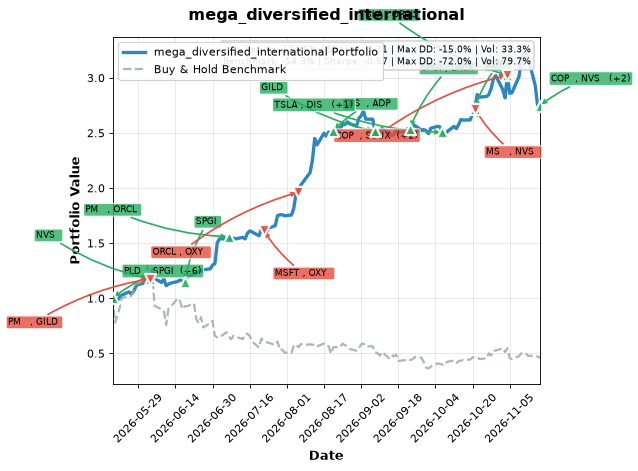 mega_diversified_international
mega_diversified_international Portfolio
Buy & Hold Benchmark
| Max DD: -15.0% | Vol: 33.3%
| Max DD: -72.0% | Vol: 79.7%
COP , NVS (+2)
GILD
TSLA , DIS (+1)
, ADP
MS , NVS
PM , ORCL
SPGI
NVS
ORCL , OXY
PLD , SPGI (+6)
MSFT , OXY
PM , GILD
Portfolio Value
3.0
2.5
2.0
1.5
1.0
0.5
2026-05-29
2026-06-14
2026-06-30
2026-07-16
2026-08-01
2026-08-17
2026-09-02
2026-09-18
2026-10-04
2026-10-20
2026-11-05
Date